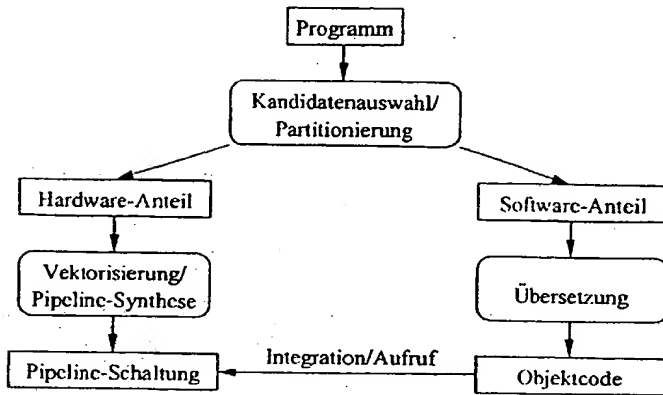 Programm
Kandidatenauswahl/
Partitionierung
Hardware-Anteil
Software-Anteil
Vektorisierung/
Pipeline-Synthese
Übersetzung
Integration/Aufruf
Pipeline-Schaltung
Objektcode